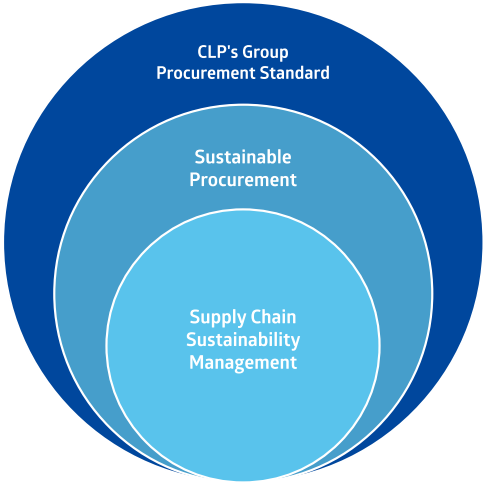 CLP's Group
Procurement Standard
Sustainable
Procurement
Supply Chain
Sustainability
Management